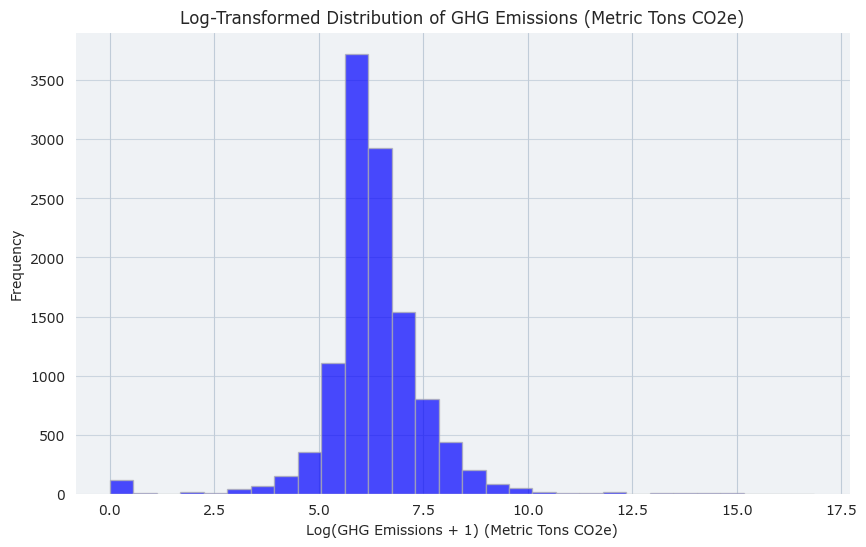 Log-Transformed Distribution of GHG Emissions (Metric Tons CO2e)
3500
3000
2500
2000
1500
1000
500
0
Frequency
0.0 2.5 5.0 7.5 10.0 12.5 15.0 17.5
Log(GHG Emissions + 1) (Metric Tons CO2e)